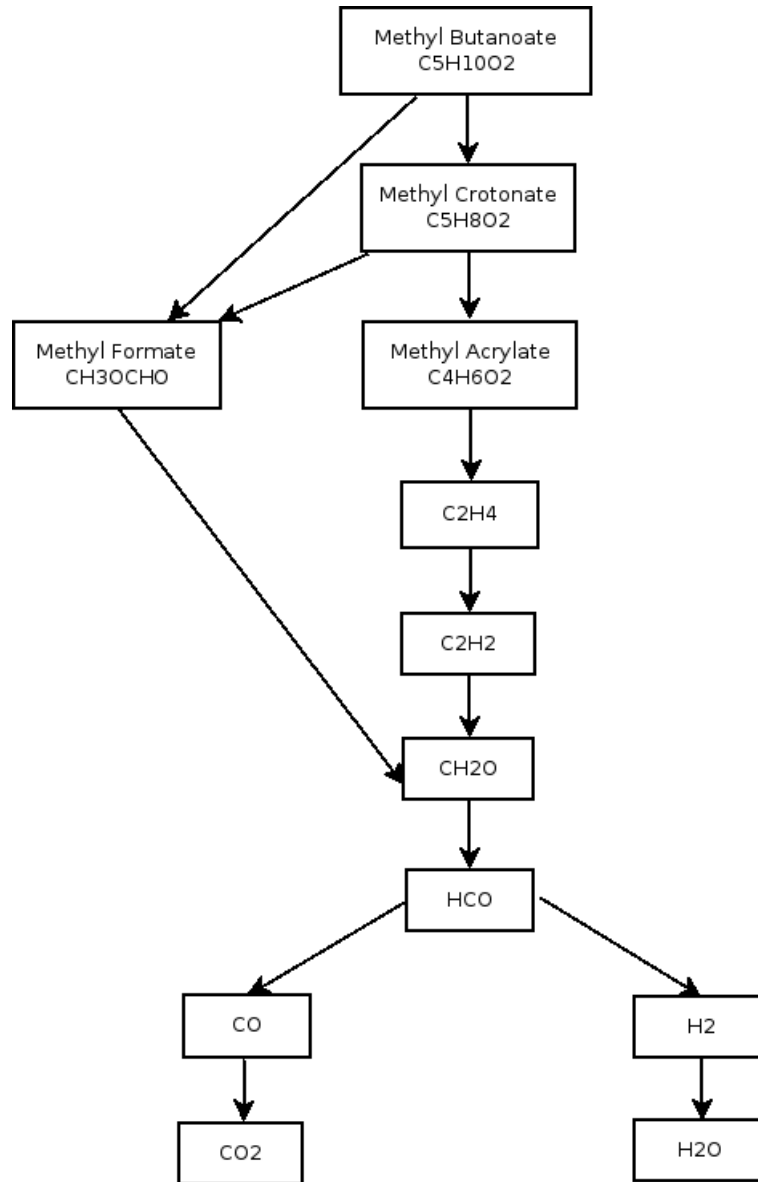 Methyl Butanoate
C5H10O2
Methyl Crotonate
C5H8O2
Methyl Formate
CH3OCHO
Methyl Acrylate
C4H6O2
C2H4
C2H2
CH2O
HCO
CO
H2
CO2
H2O